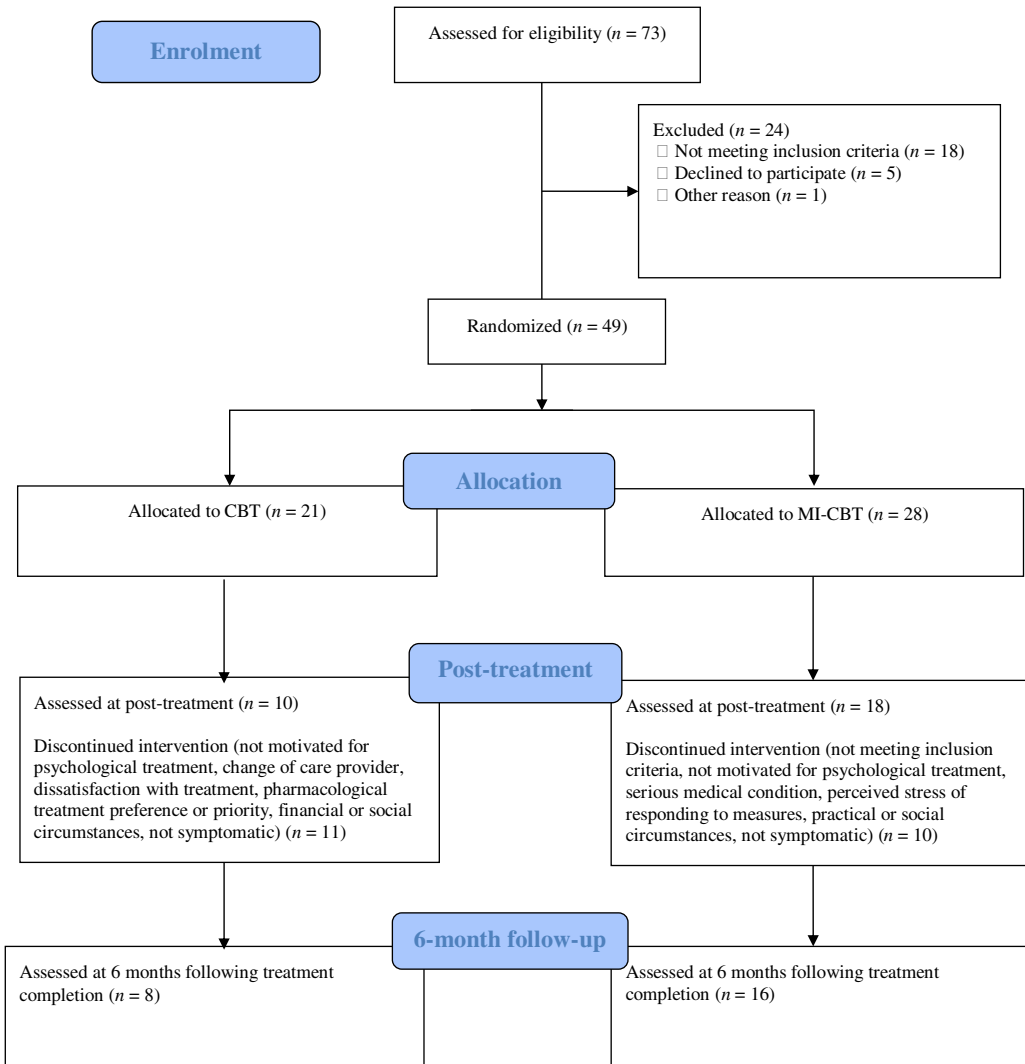 Enrolment
Assessed for eligibility (n = 73)
Excluded (n = 24)
□ Not meeting inclusion criteria (n = 18)
□ Declined to participate (n = 5)
□ Other reason (n = 1)
Randomized (n = 49)
Allocation
Allocated to CBT (n = 21)
Allocated to MI-CBT (n = 28)
Post-treatment
Assessed at post-treatment (n = 10)
Discontinued intervention (not motivated for
psychological treatment, change of care provider,
dissatisfaction with treatment, pharmacological
treatment preference or priority, financial or social
circumstances, not symptomatic) (n = 11)
Assessed at post-treatment (n = 18)
Discontinued intervention (not meeting inclusion
criteria, not motivated for psychological treatment,
serious medical condition, perceived stress of
responding to measures, practical or social
circumstances, not symptomatic) (n = 10)
6-month follow-up
Assessed at 6 months following treatment
completion (n = 8)
Assessed at 6 months following treatment
completion (n = 16)